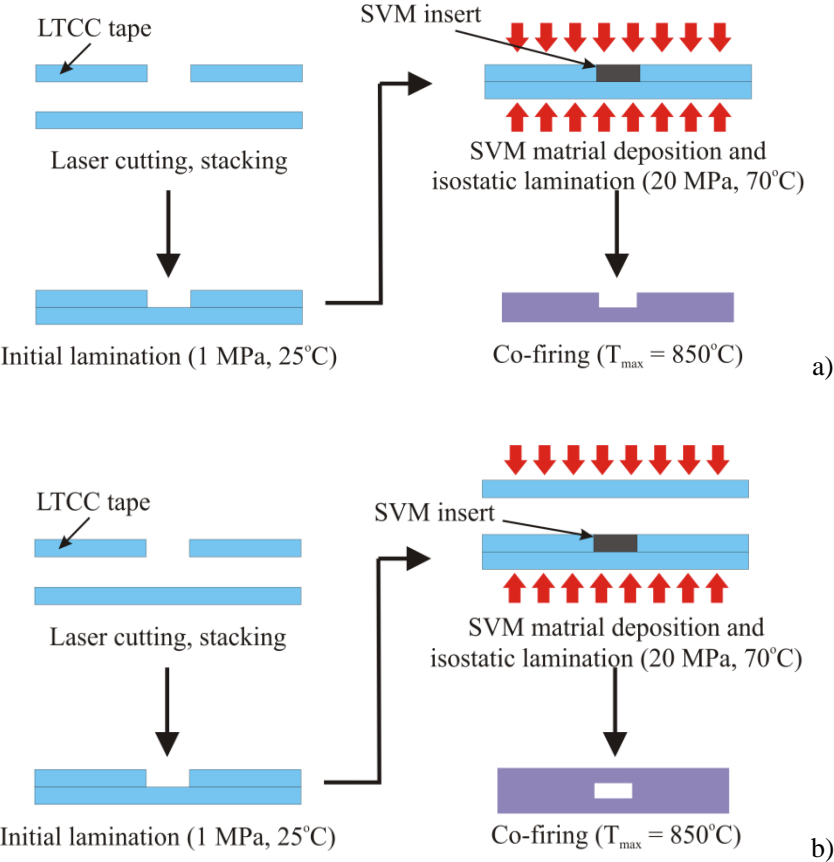 LTCC tape
Laser cutting, stacking
Initial lamination (1 MPa, 25°C)
SVM insert
SVM matrial deposition and
isostatic lamination (20 MPa, 70°C)
Co-firing (Tmax = 850°C)
a)
LTCC tape
Laser cutting, stacking
Initial lamination (1 MPa, 25°C)
SVM insert
SVM matrial deposition and
isostatic lamination (20 MPa, 70°C)
Co-firing (Tmax = 850°C)
b)